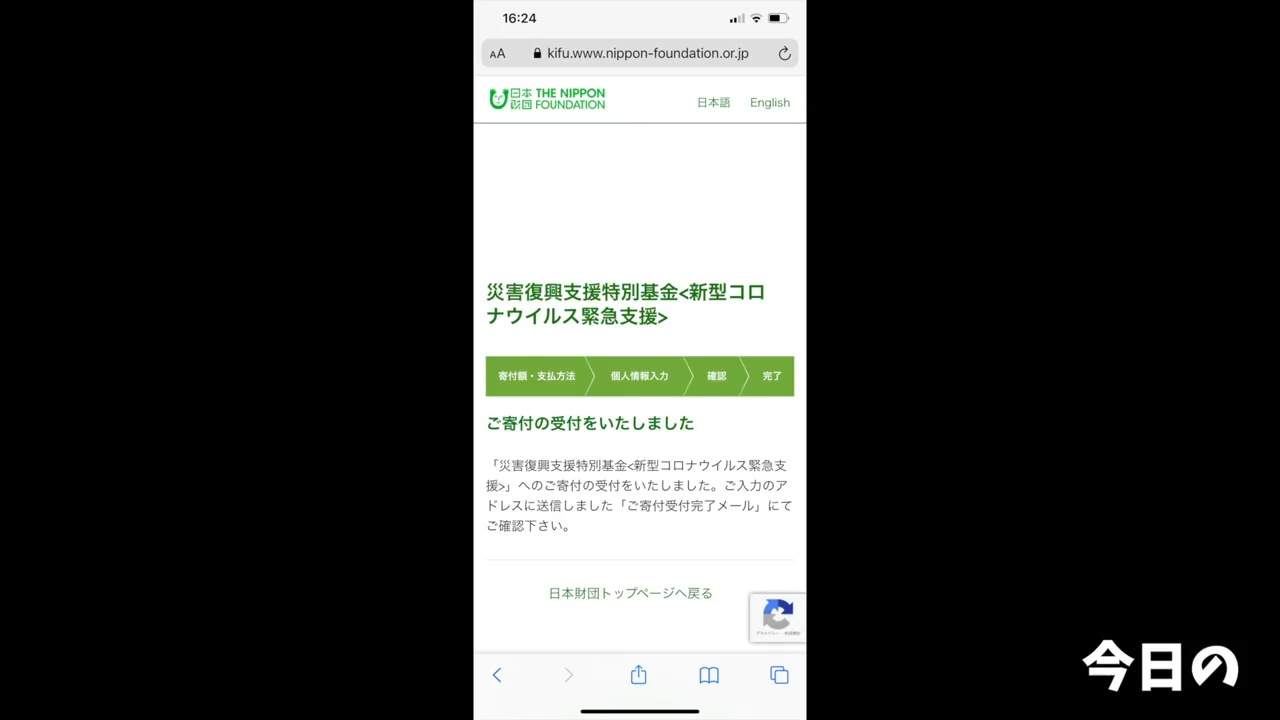 16:24
AA kifu.www.nippon-foundation.or.jp
日本 THE NIPPON
財団 FOUNDATION
日本語 English
災害復興支援特別基金<新型コロ
ナウイルス緊急支援>
寄付額・支払方法 個人情報入力 確認 完了
ご寄付の受付をいたしました
「災害復興支援特別基金<新型コロナウイルス緊急支
援>」へのご寄付の受付をいたしました。ご入力のア
ドレスに送信しました「ご寄付受付完了メール」にて
ご確認下さい。
日本財団トップページへ戻る
今日の